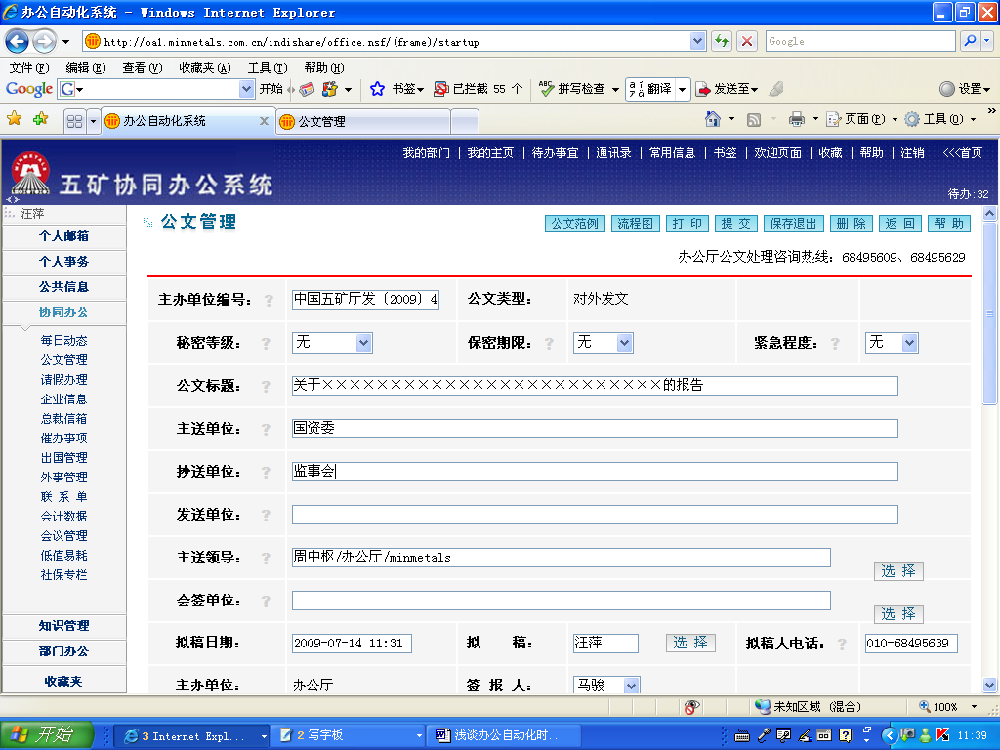 办公自动化系统 - Windows Internet Explorer
http://oa1.minmetals.com.cn/indishare/office.nsf/(frame)/startup
Google
文件(F) 编辑(E) 查看(V) 收藏夹(A) 工具(T) 帮助(H)
Google G 开始 书签 已拦截 55 个 拼写检查 翻译 发送至 设置
办公自动化系统 公文管理 页面(P) 工具(O)
我的部门 | 我的主页 | 待办事宜 | 通讯录 | 常用信息 | 书签 | 欢迎页面 | 收藏 | 帮助 | 注销 <<<首页
五矿协同办公系统
待办:32
汪萍
个人邮箱
个人事务
公共信息
协同办公
每日动态
公文管理
请假办理
企业信息
总裁信箱
催办事项
出国管理
外事管理
联 系 单
会计数据
会议管理
低值易耗
社保专栏
知识管理
部门办公
收藏夹
公文管理
公文范例 流程图 打 印 提 交 保存退出 删 除 返 回 帮 助
办公厅公文处理咨询热线：68495609、68495629
主办单位编号： ? 中国五矿厅发〔2009〕4 公文类型： 对外发文
秘密等级： ? 无 保密期限： ? 无 紧急程度： ? 无
公文标题： ? 关于×××××××××××××××××××××××××的报告
主送单位： ? 国资委
抄送单位： ? 监事会
发送单位： ?
主送领导： ? 周中枢/办公厅/minmetals 选 择
会签单位： ? 选 择
拟稿日期： 2009-07-14 11:31 拟 稿： 汪萍 选 择 拟稿人电话： ? 010-68495639
主办单位： 办公厅 签 报 人： 马骏
未知区域 (混合) 100%
开始 3 Internet Expl... 2 写字板 浅谈办公自动化时... 11:39